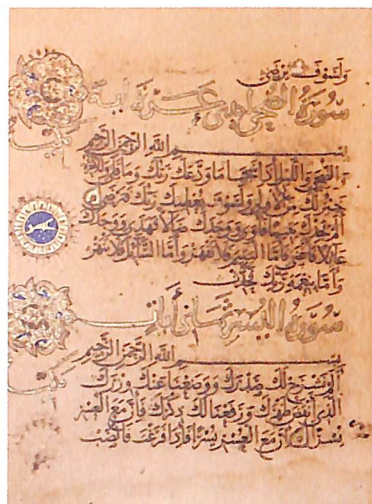 ولسوف يرضى
سورة الضحى احدى عشرة اية
مكية
بسم الله الرحمن الرحيم
والضحى والليل اذا سجى ما ودعك ربك وما قلى وللاخرة
خير لك من الاولى ولسوف يعطيك ربك فترضى
الم يجدك يتيما فاوى ووجدك ضالا فهدى ووجدك
عائلا فاغنى فاما اليتيم فلا تقهر واما السائل فلا تنهر
واما بنعمة ربك فحدث
سورة اليسر ثماني آيات
مكية
بسم الله الرحمن الرحيم
الم نشرح لك صدرك ووضعنا عنك وزرك
الذي انقض ظهرك ورفعنا لك ذكرك فان مع العسر
يسرا ان مع العسر يسرا فاذا فرغت فانصب